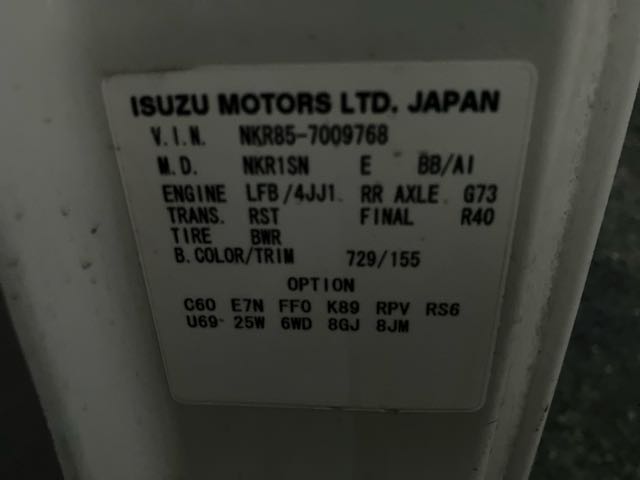 ISUZU MOTORS LTD. JAPAN
V.I.N. NKR85-7009768
M.D. NKR1SN E BB/AI
ENGINE LFB/4JJ1 RR AXLE G73
TRANS. RST FINAL R40
TIRE BWR
B.COLOR/TRIM 729/155
OPTION
C60 E7N FF0 K89 RPV RS6
U69 25W 6WD 8GJ 8JM